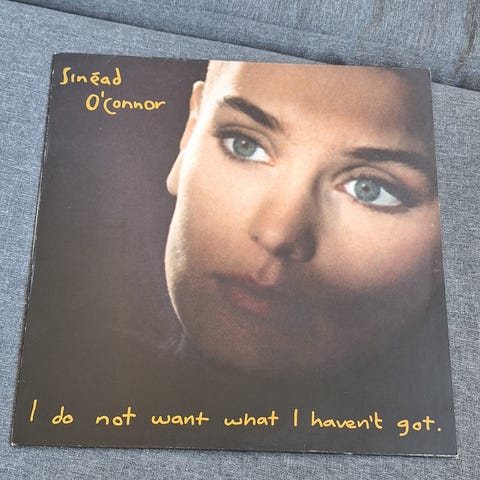 Sinéad
O'Connor
I do not want what I haven't got.